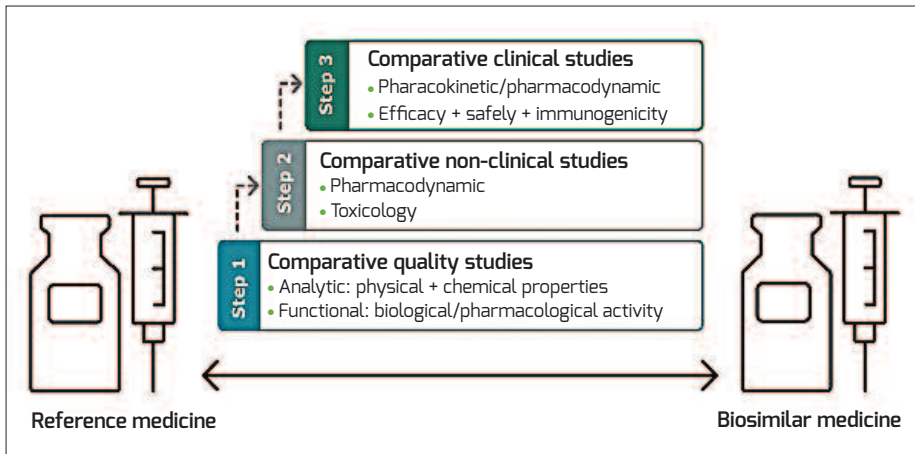 Step 3
Comparative clinical studies
• Pharacokinetic/pharmacodynamic
• Efficacy + safely + immunogenicity
Step 2
Comparative non-clinical studies
• Pharmacodynamic
• Toxicology
Step 1
Comparative quality studies
• Analytic: physical + chemical properties
• Functional: biological/pharmacological activity
Reference medicine
Biosimilar medicine